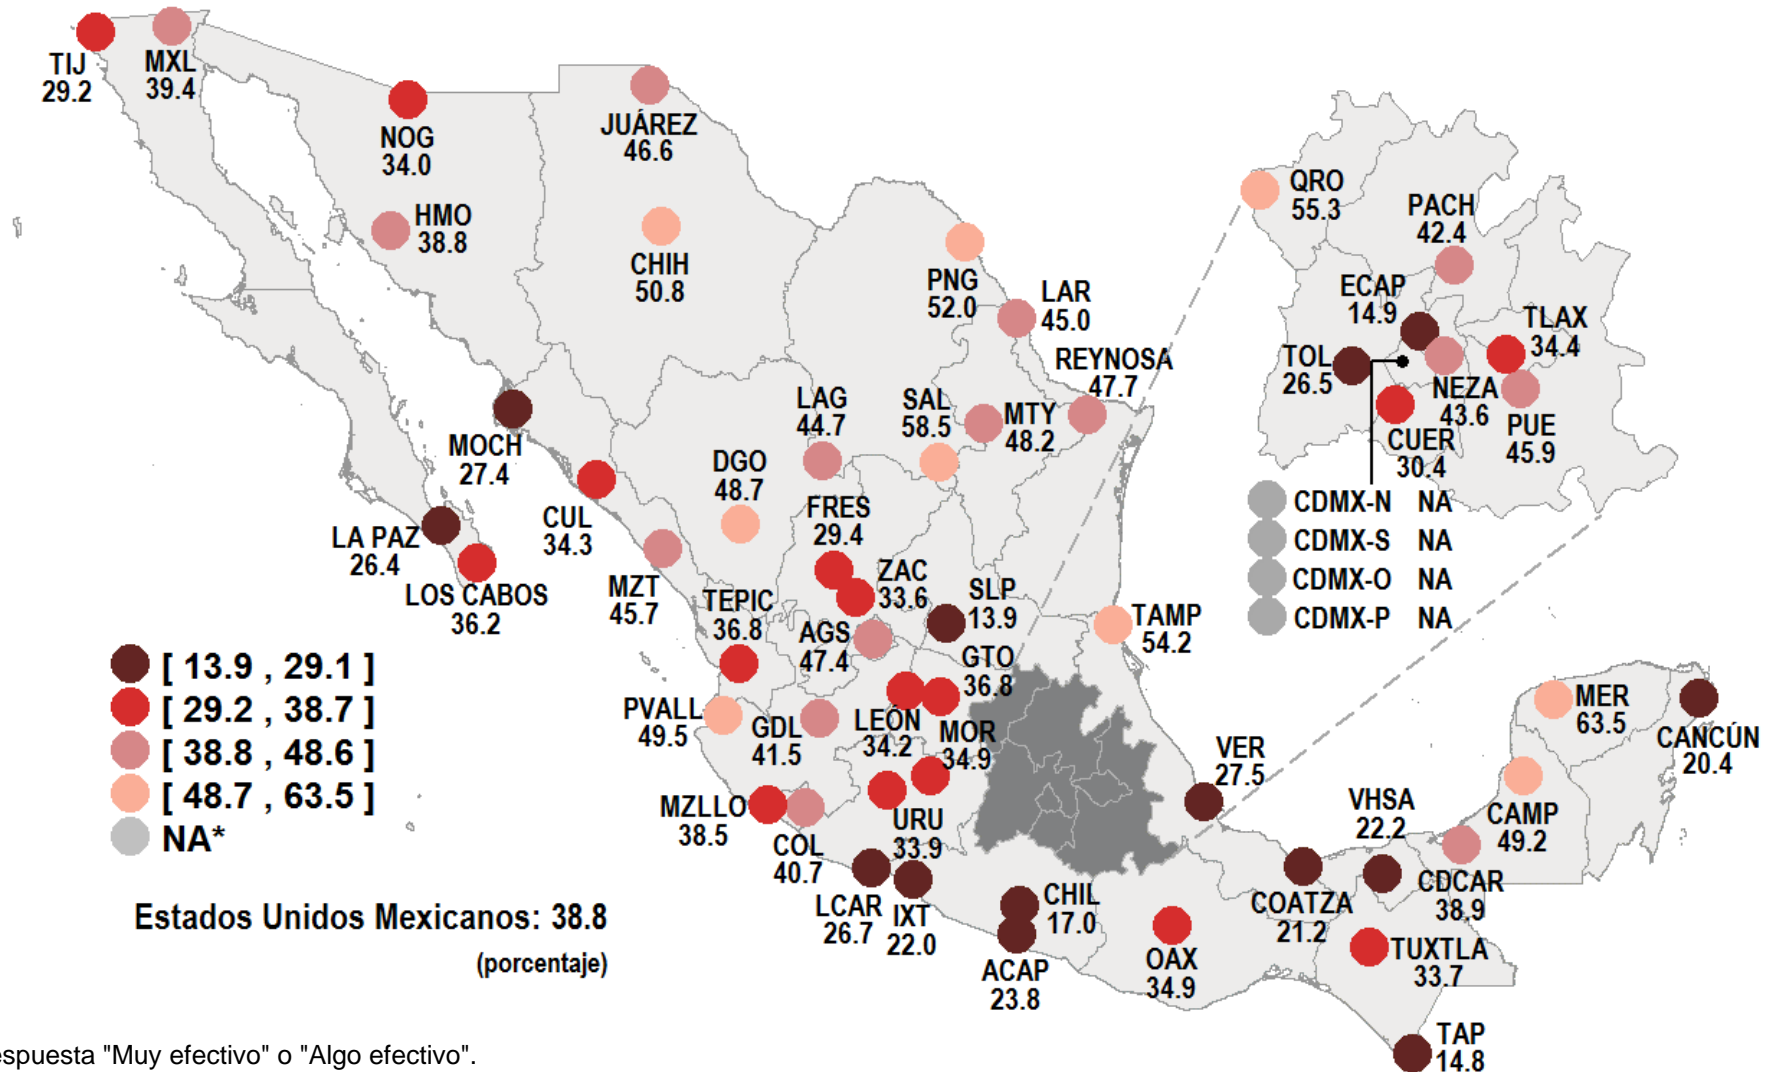 TIJ
29.2
MXL
39.4
NOG
34.0
HMO
38.8
JUÁREZ
46.6
CHIH
50.8
PNG
52.0
LAR
45.0
REYNOSA
47.7
LAG
44.7
SAL
58.5
MTY
48.2
DGO
48.7
MOCH
27.4
CUL
34.3
LA PAZ
26.4
LOS CABOS
36.2
MZT
45.7
FRES
29.4
ZAC
33.6
TEPIC
36.8
AGS
47.4
SLP
13.9
GTO
36.8
TAMP
54.2
PVALL
49.5
GDL
41.5
LEÓN
34.2
MOR
34.9
MZLLO
38.5
COL
40.7
URU
33.9
LCAR
26.7
IXT
22.0
CHIL
17.0
ACAP
23.8
OAX
34.9
VER
27.5
COATZA
21.2
VHSA
22.2
CDCAR
38.9
CAMP
49.2
MER
63.5
CANCÚN
20.4
TUXTLA
33.7
TAP
14.8
QRO
55.3
PACH
42.4
ECAP
14.9
TLAX
34.4
TOL
26.5
NEZA
43.6
CUER
30.4
PUE
45.9
CDMX-N NA
CDMX-S NA
CDMX-O NA
CDMX-P NA
[ 13.9 , 29.1 ]
[ 29.2 , 38.7 ]
[ 38.8 , 48.6 ]
[ 48.7 , 63.5 ]
NA*
Estados Unidos Mexicanos: 38.8
(porcentaje)
espuesta "Muy efectivo" o "Algo efectivo".